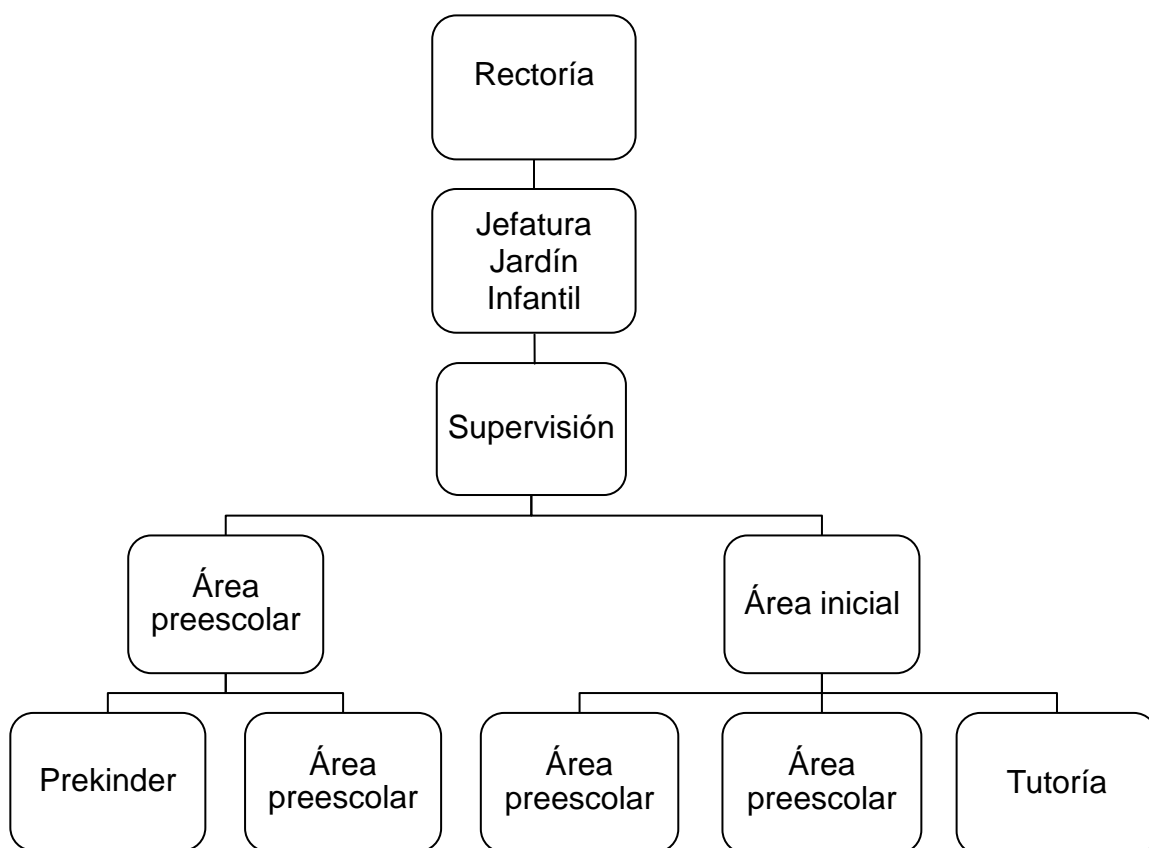 Rectoría
Jefatura
Jardín
Infantil
Supervisión
Área
preescolar
Área inicial
Prekinder
Área
preescolar
Área
preescolar
Área
preescolar
Tutoría